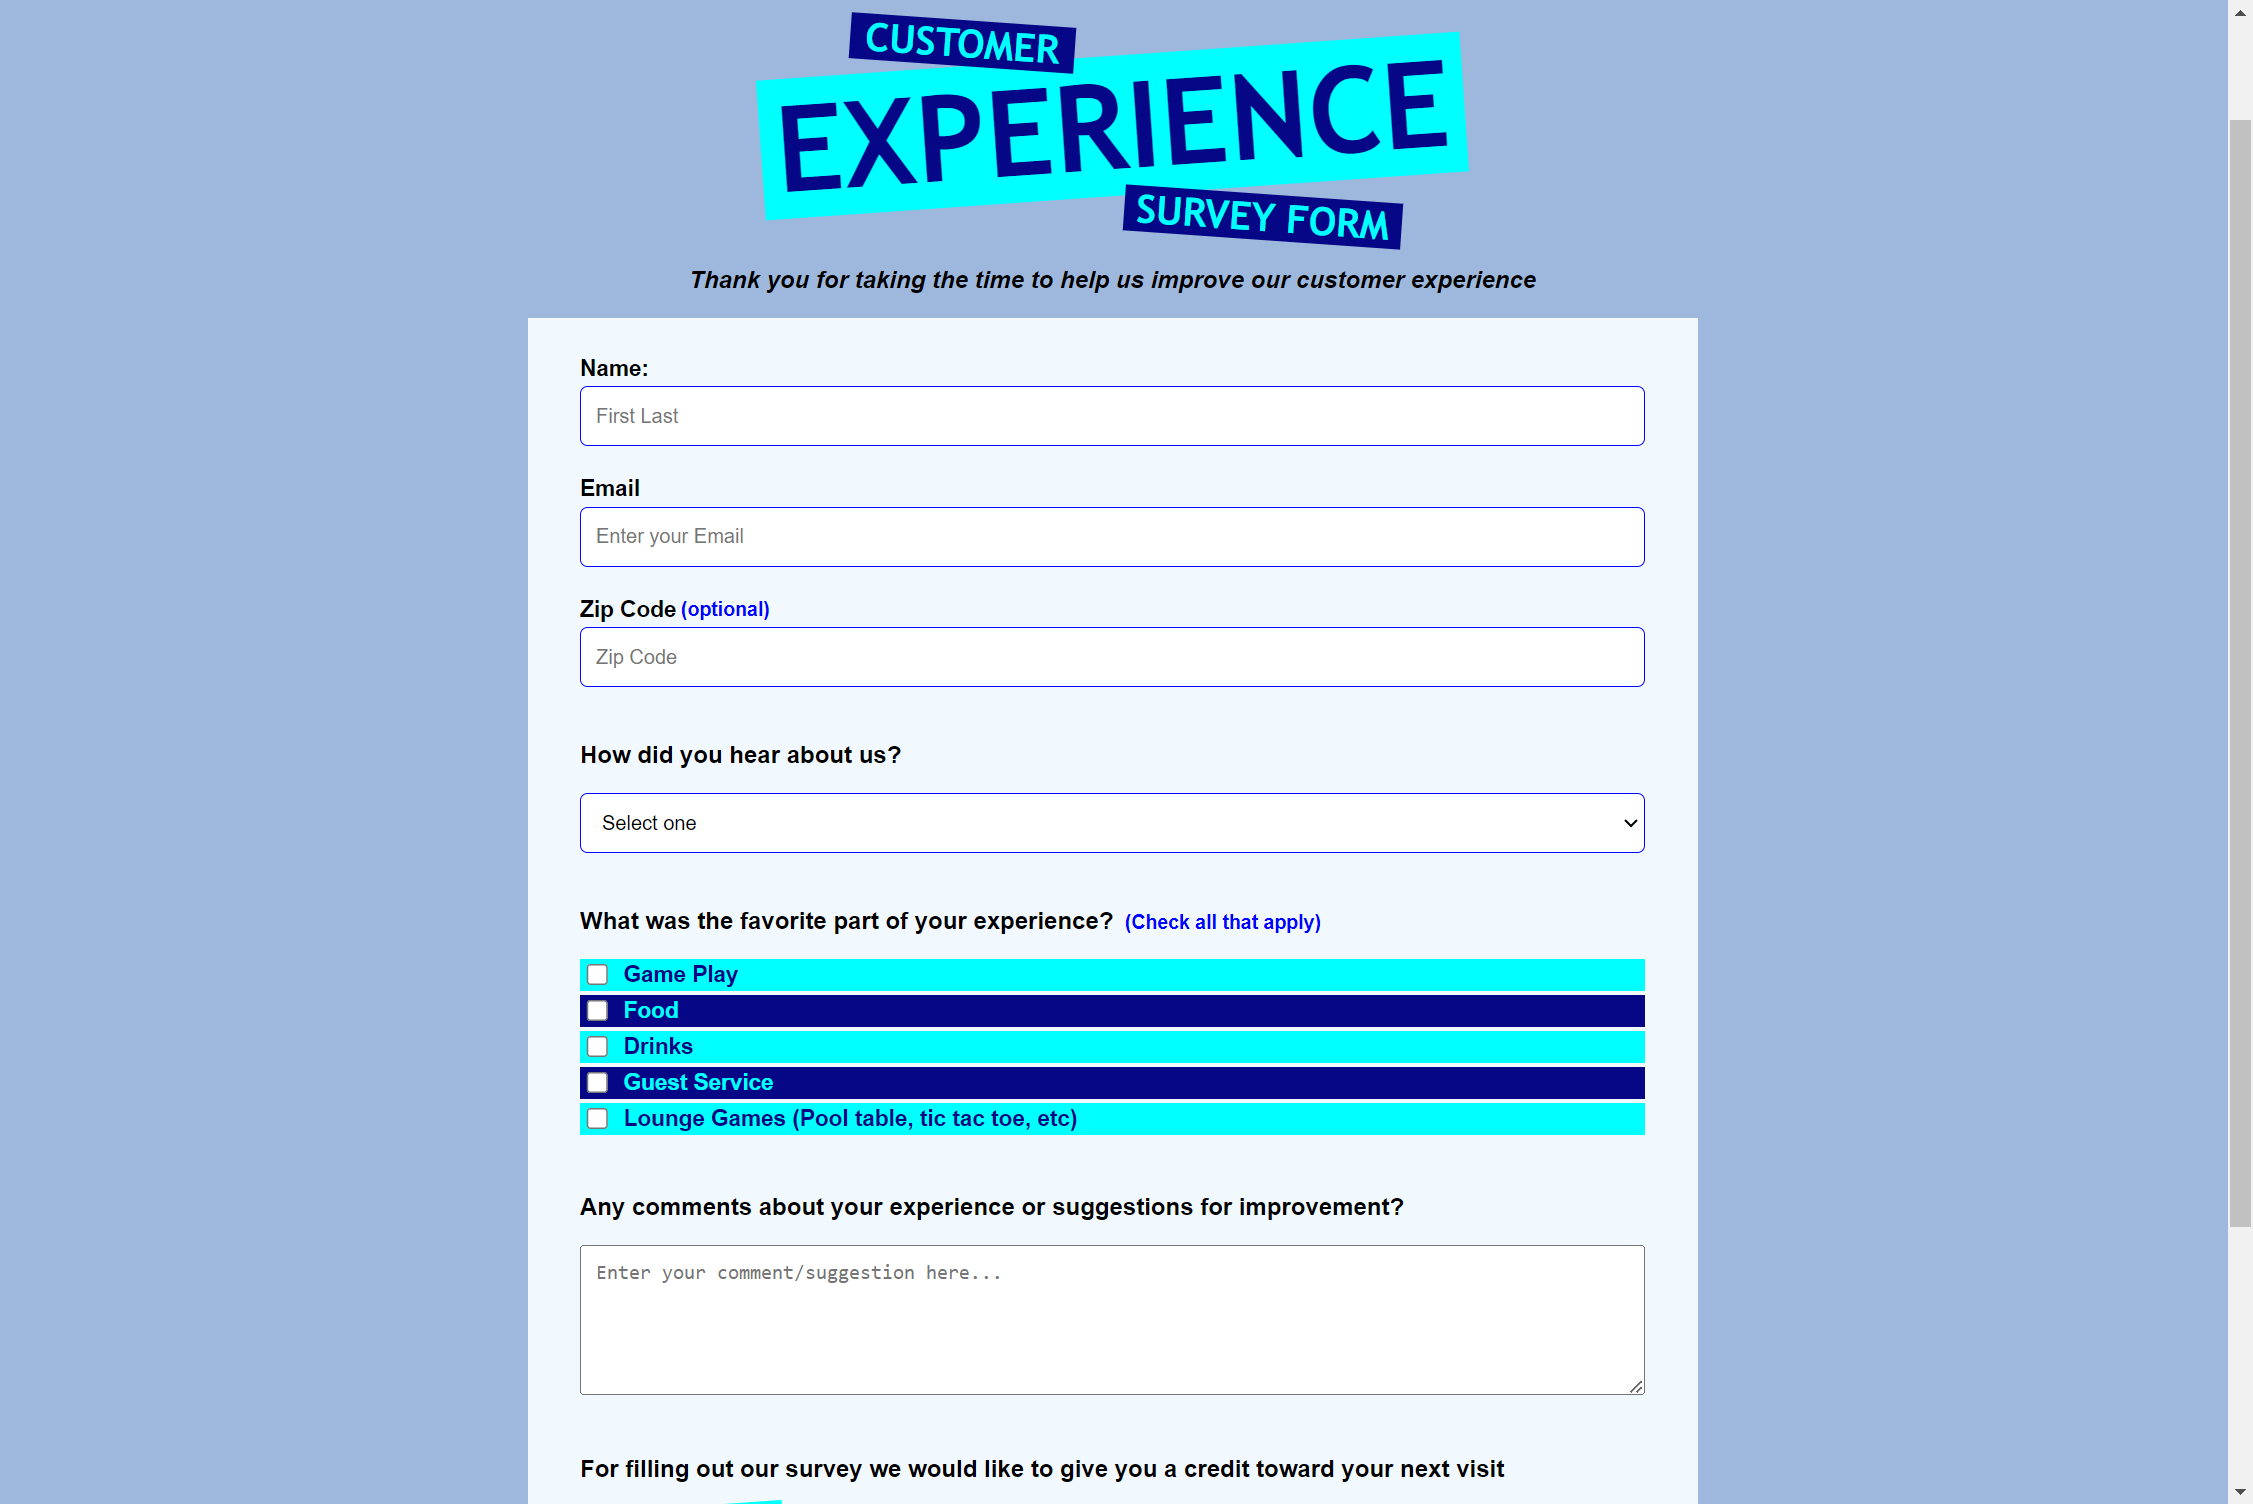 CUSTOMER
EXPERIENCE
SURVEY FORM
Thank you for taking the time to help us improve our customer experience
Name:
First Last
Email
Enter your Email
Zip Code (optional)
Zip Code
How did you hear about us?
Select one
What was the favorite part of your experience? (Check all that apply)
Game Play
Food
Drinks
Guest Service
Lounge Games (Pool table, tic tac toe, etc)
Any comments about your experience or suggestions for improvement?
Enter your comment/suggestion here...
For filling out our survey we would like to give you a credit toward your next visit